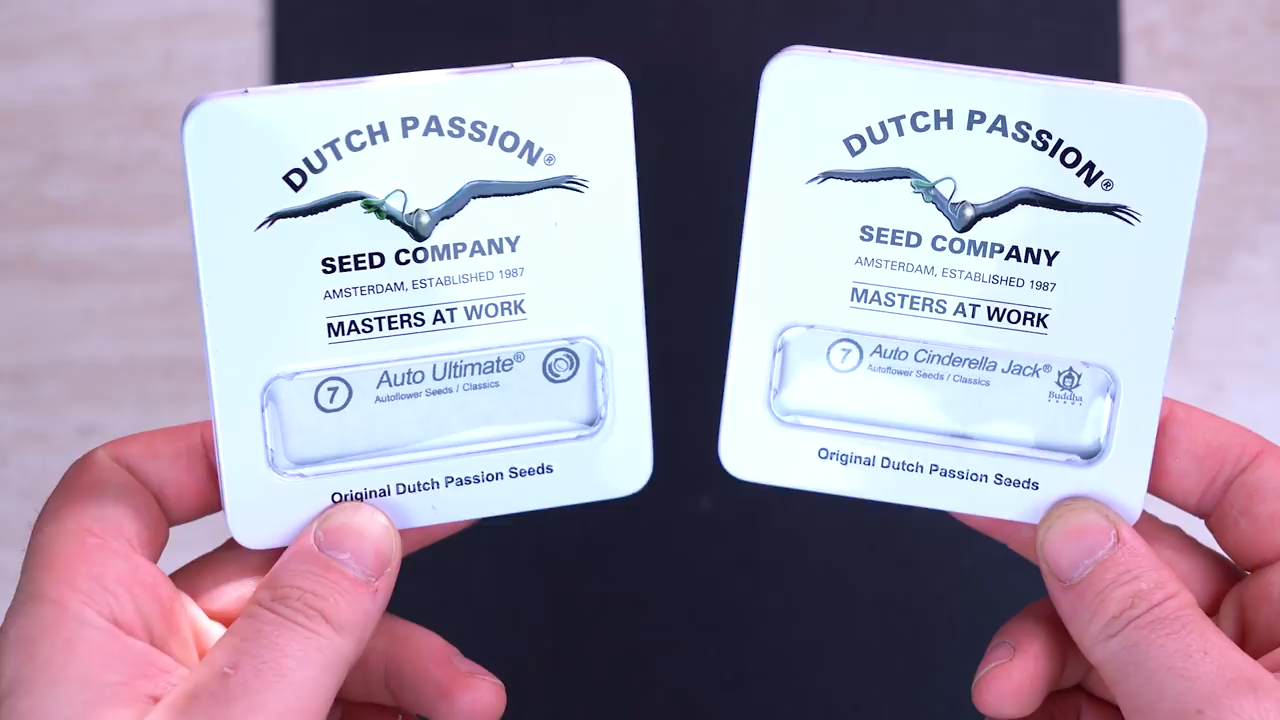 DUTCH PASSION®
SEED COMPANY
AMSTERDAM, ESTABLISHED 1987
MASTERS AT WORK
7
Auto Ultimate®
Autoflower Seeds / Classics
Original Dutch Passion Seeds
DUTCH PASSION®
SEED COMPANY
AMSTERDAM, ESTABLISHED 1987
MASTERS AT WORK
7
Auto Cinderella Jack®
Autoflower Seeds / Classics
Buddha
SEEDS
Original Dutch Passion Seeds